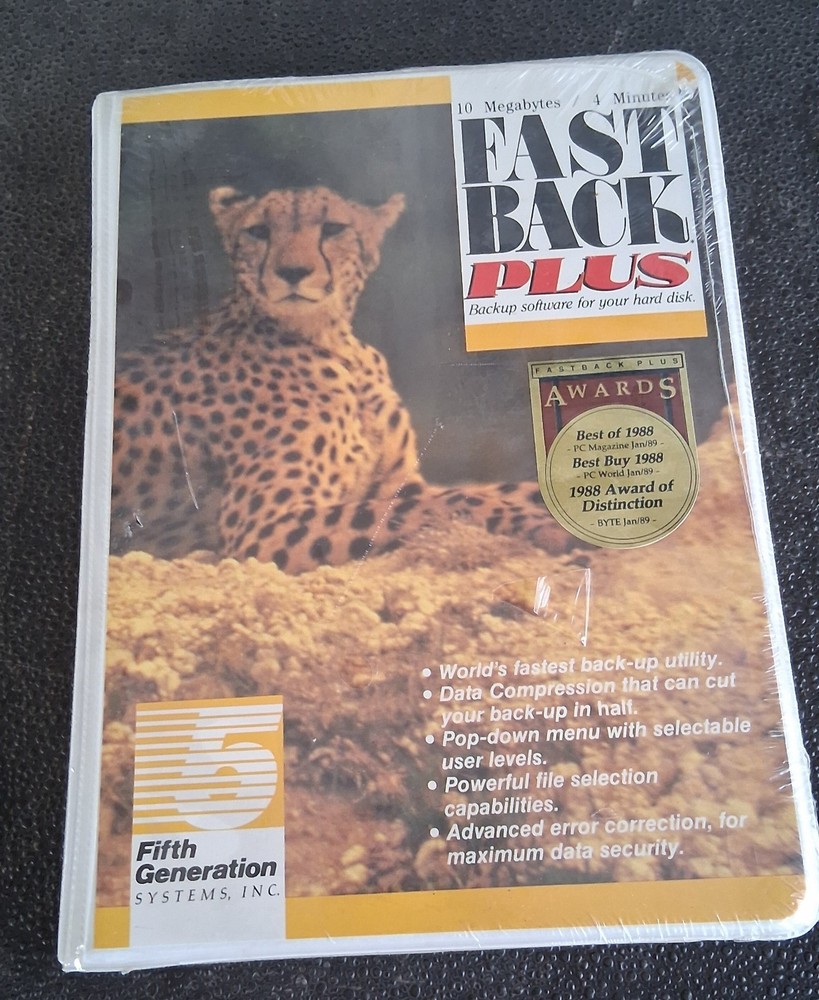 10 Megabytes / 4 Minutes
FAST
BACK
PLUS
Backup software for your hard disk.
FASTBACK PLUS
AWARDS
Best of 1988
- PC Magazine Jan/89 -
Best Buy 1988
- PC World Jan/89 -
1988 Award of
Distinction
- BYTE Jan/89 -
• World's fastest back-up utility.
• Data Compression that can cut
your back-up in half.
• Pop-down menu with selectable
user levels.
• Powerful file selection
capabilities.
• Advanced error correction, for
maximum data security.
5
Fifth
Generation
SYSTEMS, INC.